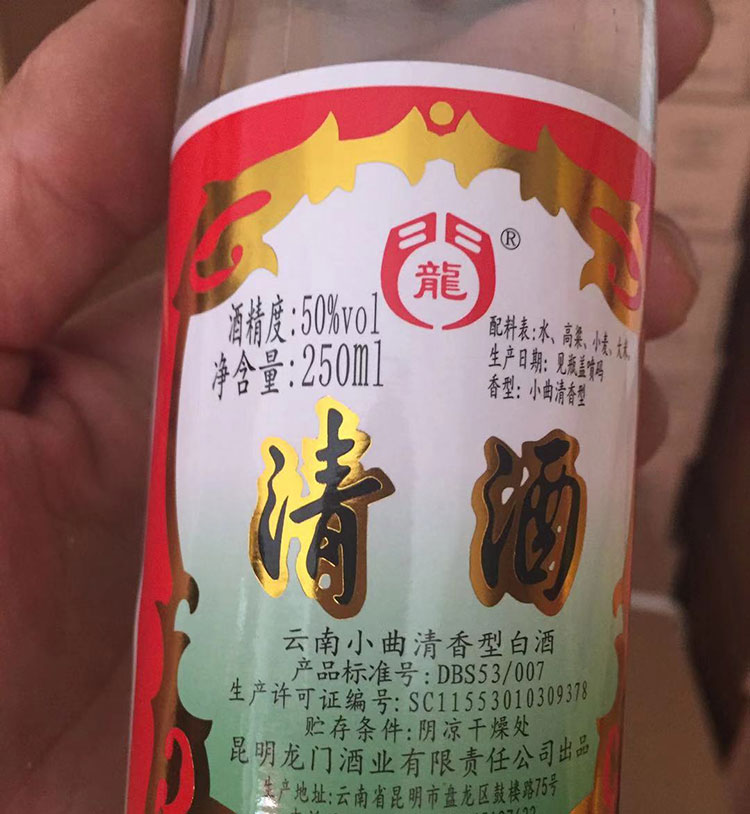 龍
®
酒精度:50%vol
净含量:250ml
配料表:水、高粱、小麦、大米、
生产日期: 见瓶盖喷码
香型: 小曲清香型
清酒
云南小曲清香型白酒
产品标准号:DBS53/007
生产许可证编号:SC11553010309378
贮存条件:阴凉干燥处
昆明龙门酒业有限责任公司出品
生产地址:云南省昆明市盘龙区鼓楼路75号